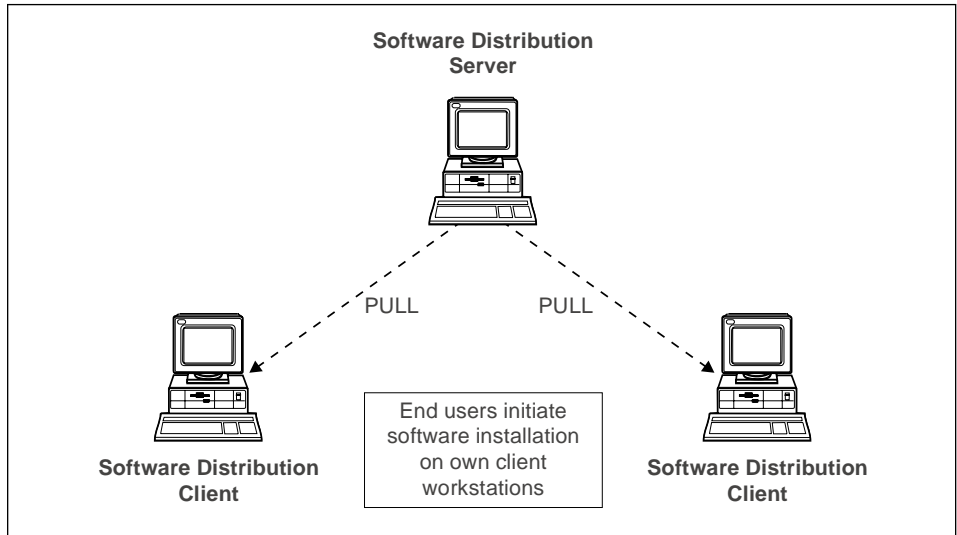 Software Distribution
Server
PULL
PULL
End users initiate
software installation
on own client
workstations
Software Distribution
Client
Software Distribution
Client